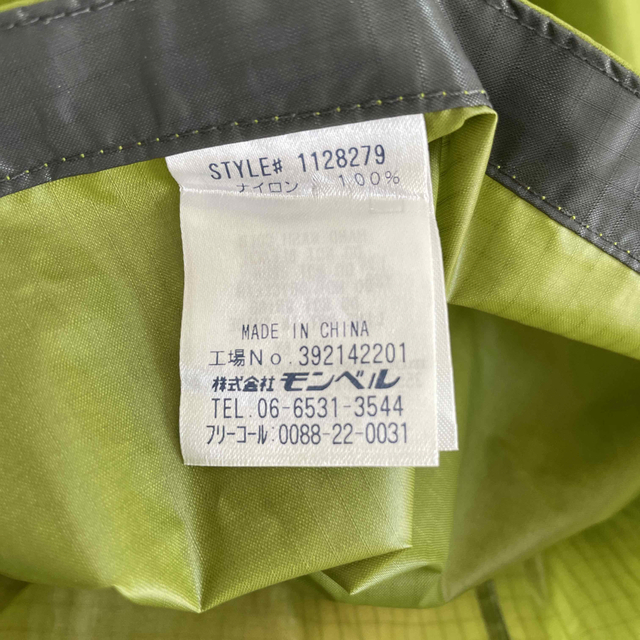 STYLE# 1128279
ナイロン 100%
MADE IN CHINA
工場No.392142201
株式会社 モンベル
TEL.06-6531-3544
フリーコール:0088-22-0031